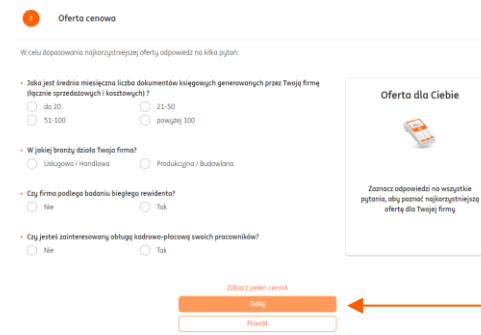 2 Oferta cenowa
W celu dopasowania najkorzystniejszej oferty odpowiedz na kilka pytań:
• Jaka jest średnia miesięczna liczba dokumentów księgowych generowanych przez Twoją firmę
(łącznie sprzedażowych i kosztowych) ?
do 20 21-50
51-100 powyżej 100
• W jakiej branży działa Twoja firma?
Usługowa / Handlowa Produkcyjna / Budowlana
• Czy firma podlega badaniu biegłego rewidenta?
Nie Tak
• Czy jesteś zainteresowany obługą kadrowo-płacową swoich pracowników?
Nie Tak
Oferta dla Ciebie
Zaznacz odpowiedzi na wszystkie
pytania, aby poznać najkorzystniejszą
ofertę dla Twojej firmy
Zobacz pełen cennik
Dalej
Powrót